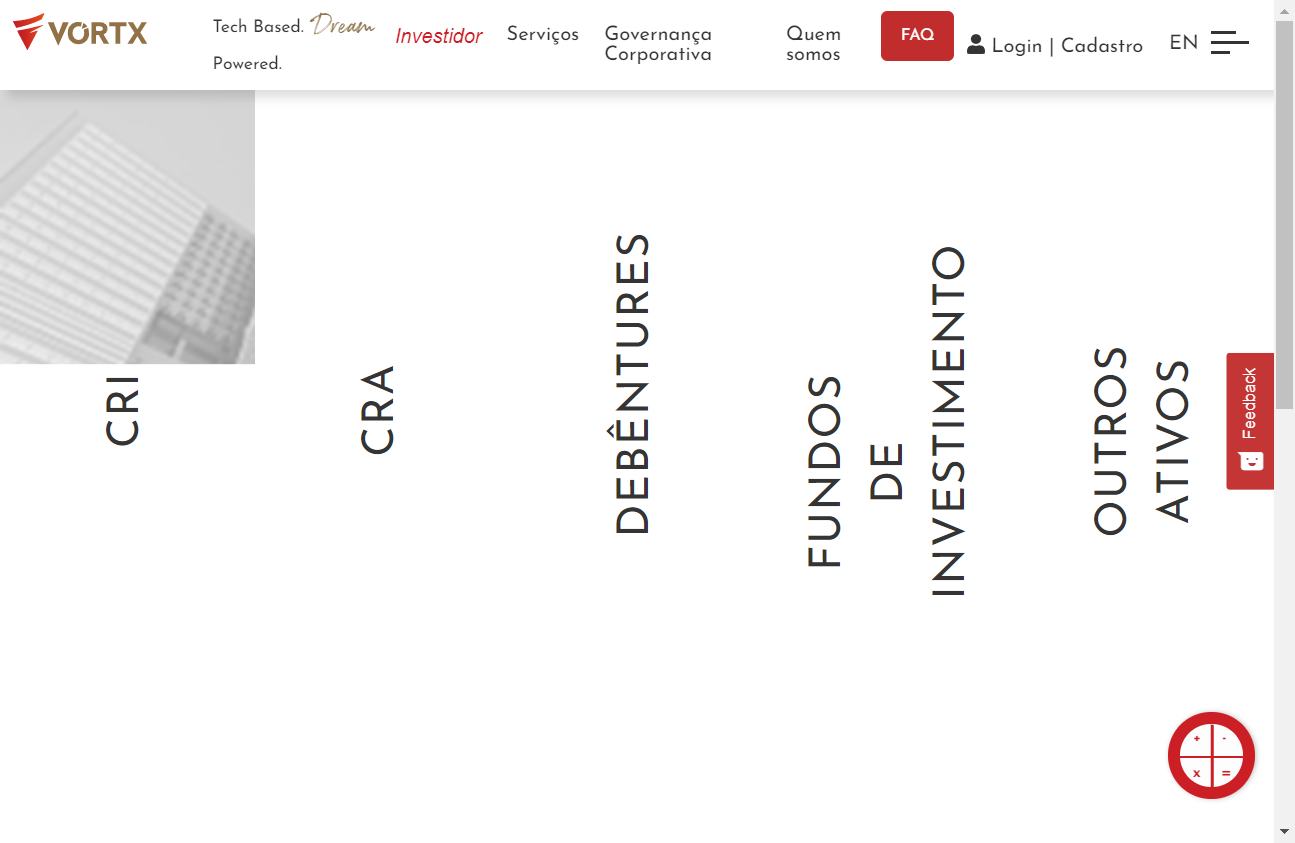 VÓRTX
Tech Based. Dream
Powered.
Investidor
Serviços
Governança
Corporativa
Quem
somos
FAQ
Login | Cadastro
EN
CRI
CRA
DEBÊNTURES
FUNDOS
DE
INVESTIMENTO
OUTROS
ATIVOS
Feedback
+ -
x =